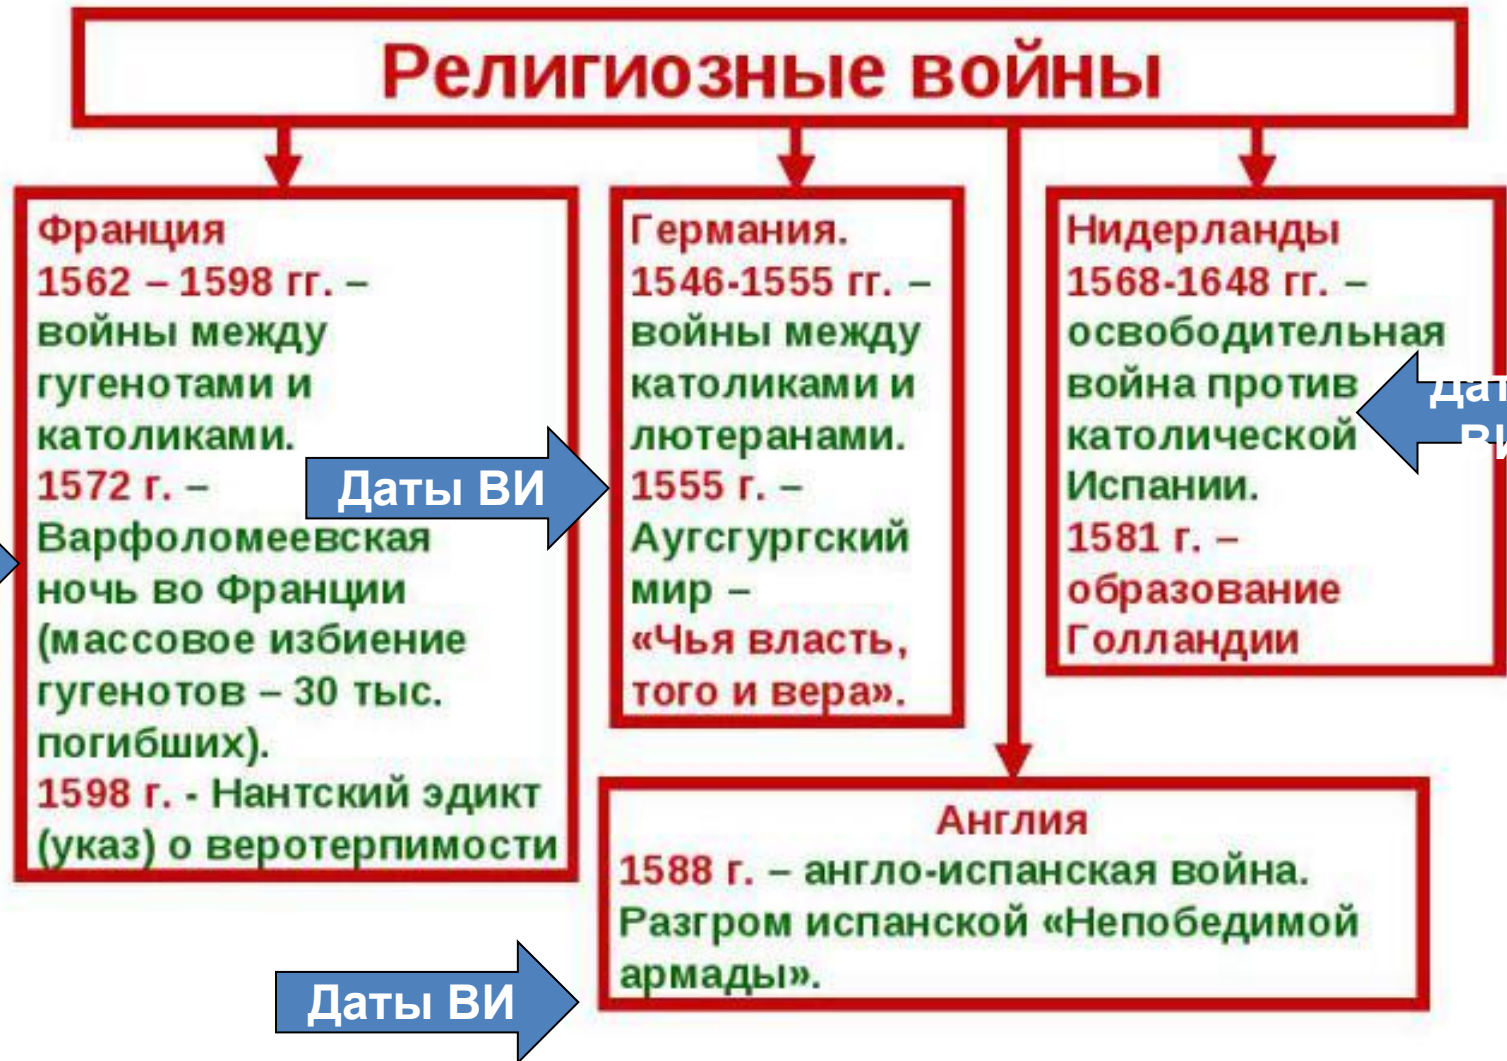 Религиозные войны
Франция
1562 – 1598 гг. –
войны между
гугенотами и
католиками.
1572 г. –
Варфоломеевская
ночь во Франции
(массовое избиение
гугенотов – 30 тыс.
погибших).
1598 г. - Нантский эдикт
(указ) о веротерпимости
Даты ВИ
Германия.
1546-1555 гг. –
войны между
католиками и
лютеранами.
1555 г. –
Аугсгургский
мир –
«Чья власть,
того и вера».
Нидерланды
1568-1648 гг. –
освободительная
война против
католической
Испании.
1581 г. –
образование
Голландии
Англия
1588 г. – англо-испанская война.
Разгром испанской «Непобедимой
армады».
Даты ВИ